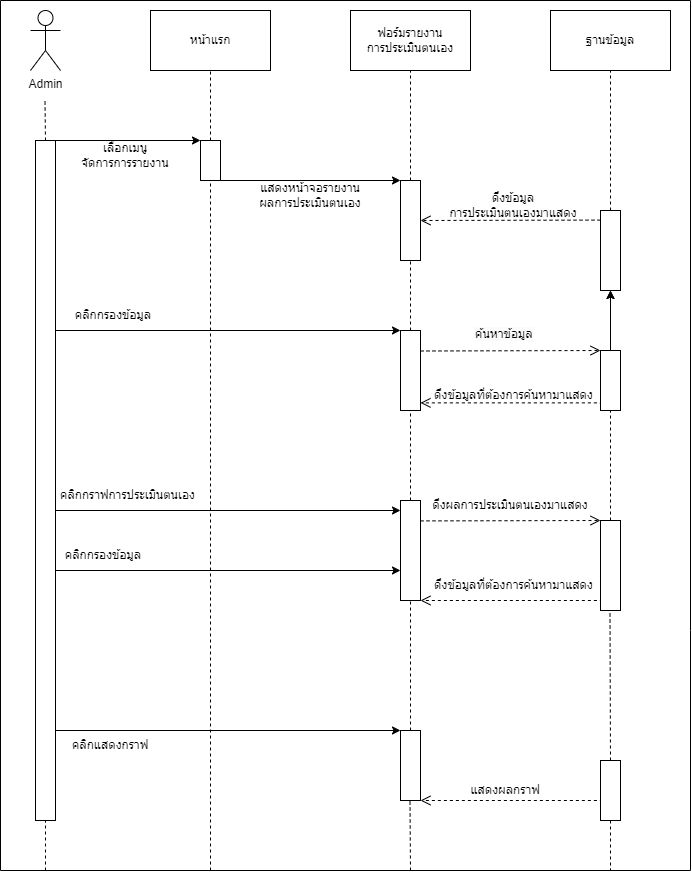 หน้าแรก
ฟอร์มรายงาน
การประเมินตนเอง
ฐานข้อมูล
Admin
เลือกเมนู
จัดการการรายงาน
แสดงหน้าจอรายงาน
ผลการประเมินตนเอง
ดึงข้อมูล
การประเมินตนเองมาแสดง
คลิกกรองข้อมูล
ค้นหาข้อมูล
ดึงข้อมูลที่ต้องการค้นหามาแสดง
คลิกกราฟการประเมินตนเอง
ดึงผลการประเมินตนเองมาแสดง
คลิกกรองข้อมูล
ดึงข้อมูลที่ต้องการค้นหามาแสดง
คลิกแสดงกราฟ
แสดงผลกราฟ